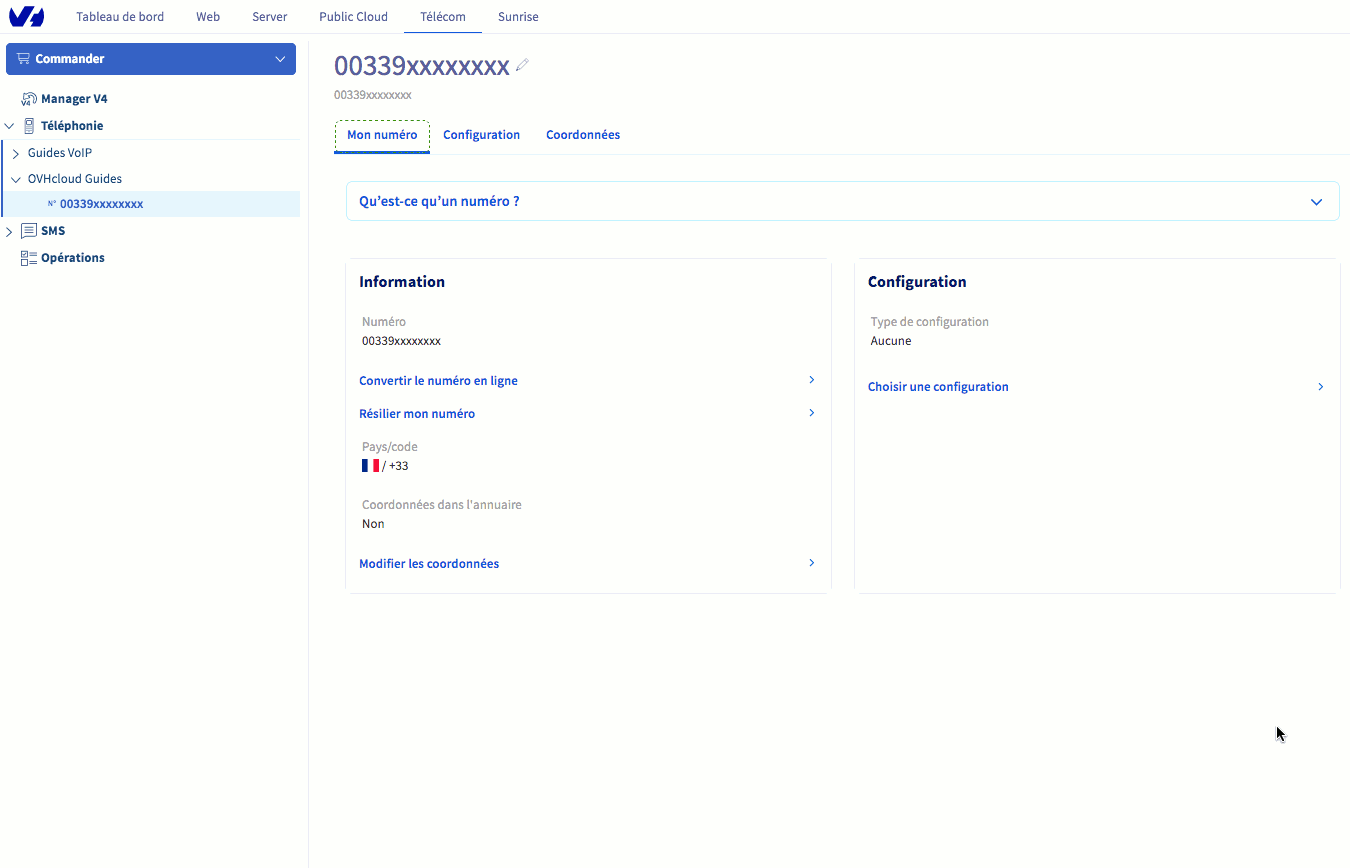 Tableau de bord Web Server Public Cloud Télécom Sunrise
Commander
Manager V4
Téléphonie
Guides VoIP
OVHcloud Guides
N° 00339xxxxxxxx
SMS
Opérations
00339xxxxxxxx
00339xxxxxxxx
Mon numéro Configuration Coordonnées
Qu’est-ce qu’un numéro ?
Information
Numéro
00339xxxxxxxx
Convertir le numéro en ligne
Résilier mon numéro
Pays/code
/ +33
Coordonnées dans l'annuaire
Non
Modifier les coordonnées
Configuration
Type de configuration
Aucune
Choisir une configuration